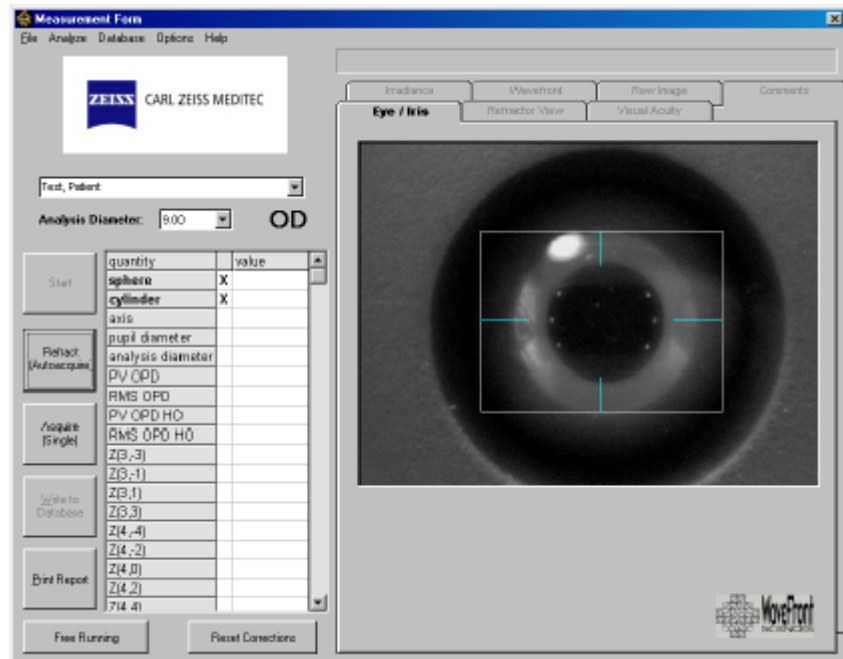 Measurement Form
File Analyze Database Options Help
ZEISS CARL ZEISS MEDITEC
Irradiance Wavefront Raw Image Comments
Eye / Iris Refractor View Visual Acuity
Test, Patient
Analysis Diameter: 9.00 OD
Start
Refract
(Autoacquire)
Acquire
(Single)
Write to
Database
Print Report
quantity value
sphere X
cylinder X
axis
pupil diameter
analysis diameter
PV OPD
RMS OPD
PV OPD HO
RMS OPD HO
Z(3,-3)
Z(3,-1)
Z(3,1)
Z(3,3)
Z(4,-4)
Z(4,-2)
Z(4,0)
Z(4,2)
Z(4,4)
Free Running Reset Corrections
WaveFront
SCIENCES